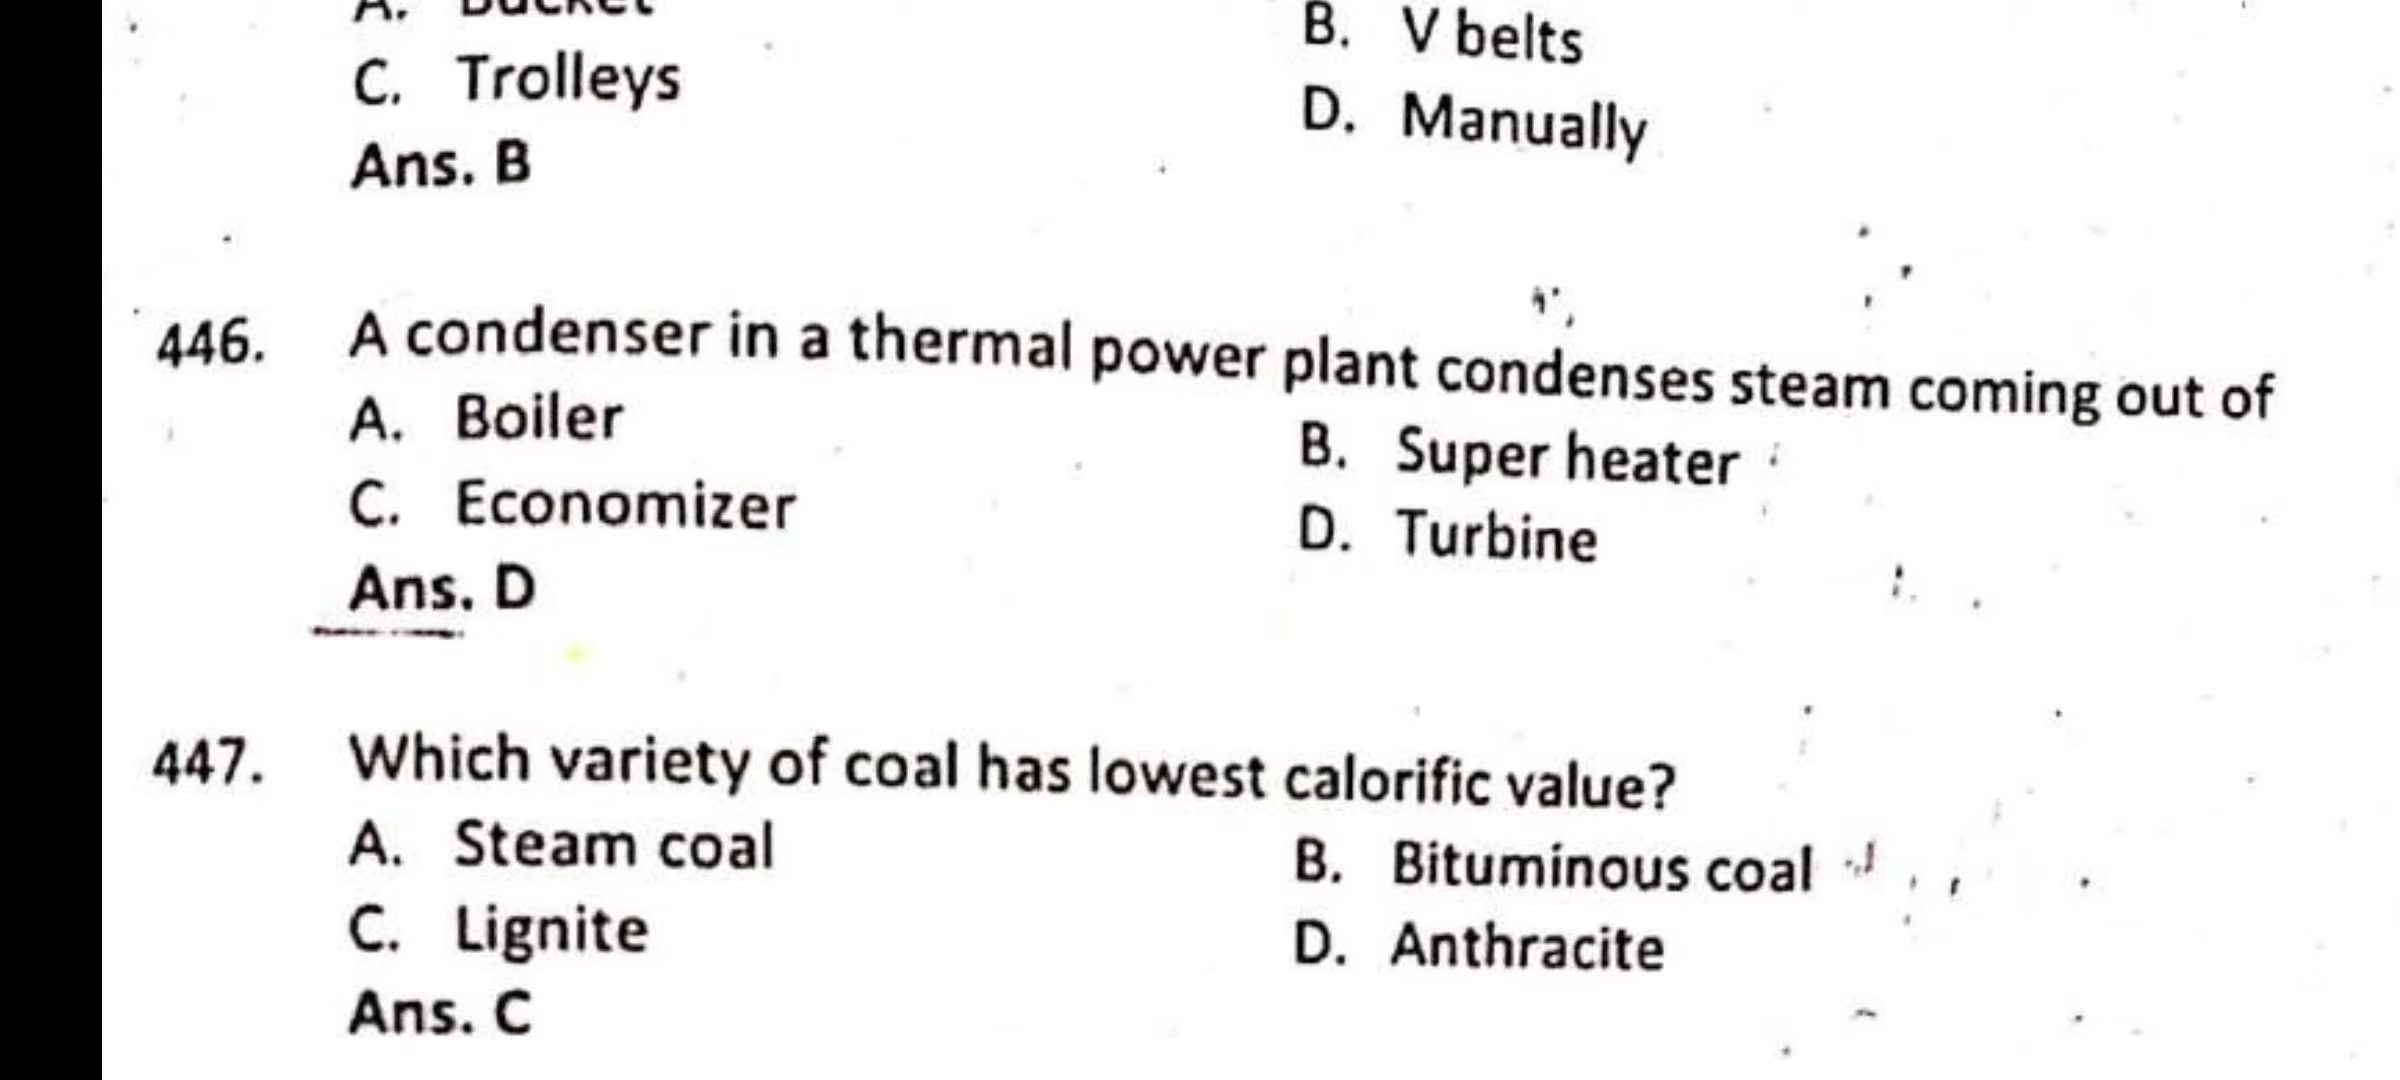 A. Bucket
B. V belts
C. Trolleys
D. Manually
Ans. B
446. A condenser in a thermal power plant condenses steam coming out of
A. Boiler
B. Super heater
C. Economizer
D. Turbine
Ans. D
447. Which variety of coal has lowest calorific value?
A. Steam coal
B. Bituminous coal
C. Lignite
D. Anthracite
Ans. C